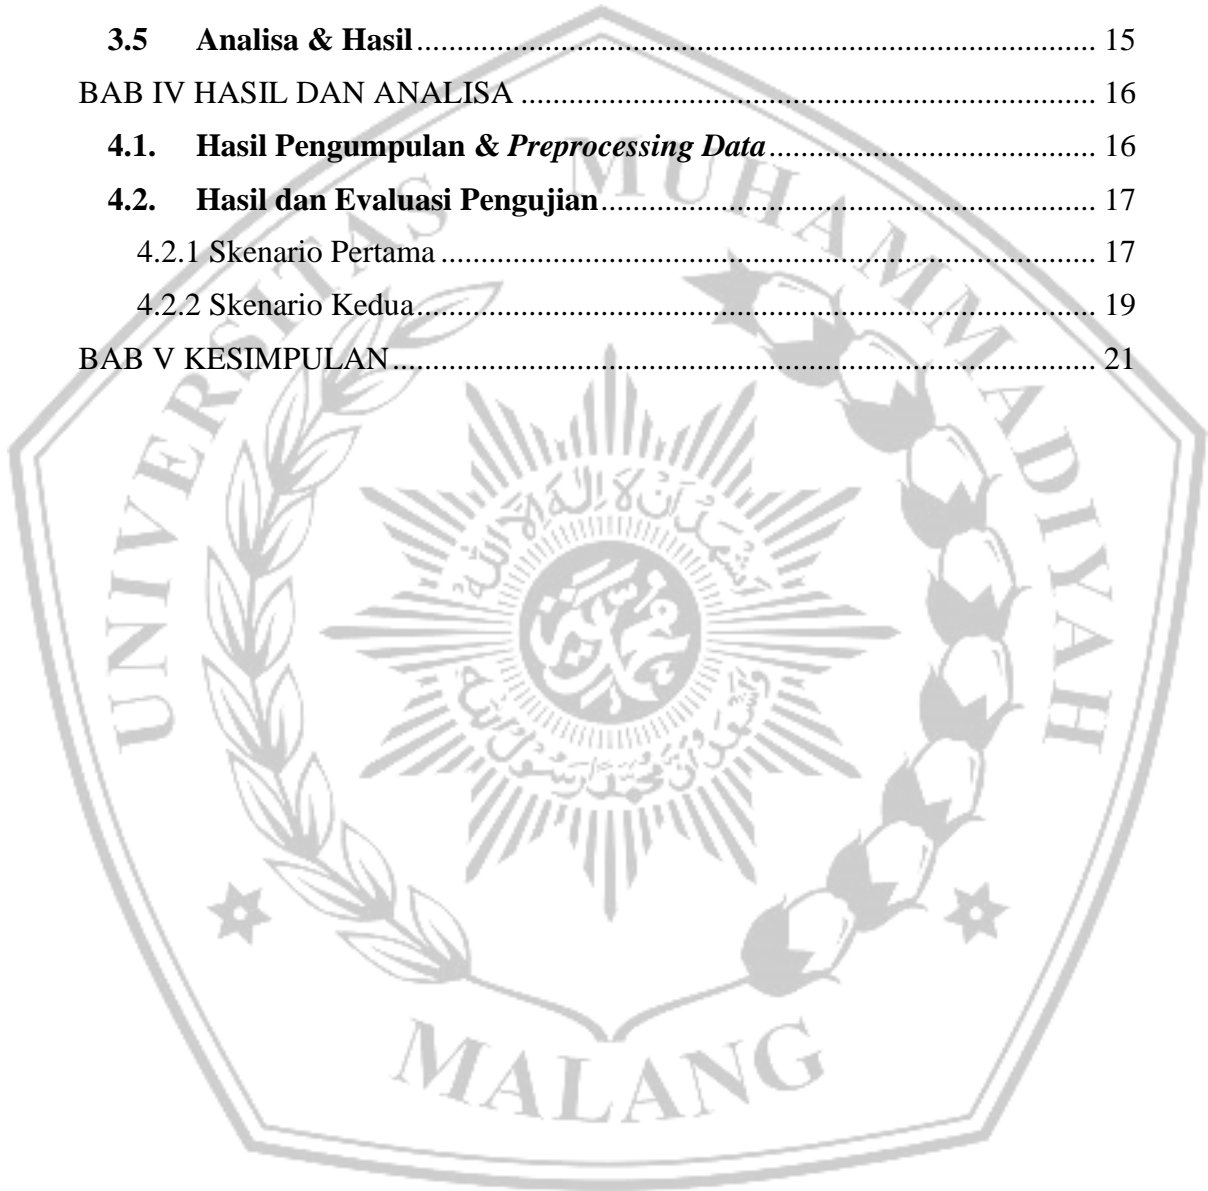 3.5 Analisa & Hasil........................................................................................ 15
BAB IV HASIL DAN ANALISA........................................................................ 16
4.1. Hasil Pengumpulan & Preprocessing Data......................................... 16
4.2. Hasil dan Evaluasi Pengujian.............................................................. 17
4.2.1 Skenario Pertama................................................................................... 17
4.2.2 Skenario Kedua..................................................................................... 19
BAB V KESIMPULAN........................................................................................ 21
UNIVERSITAS MUHAMMADIYAH
MALANG